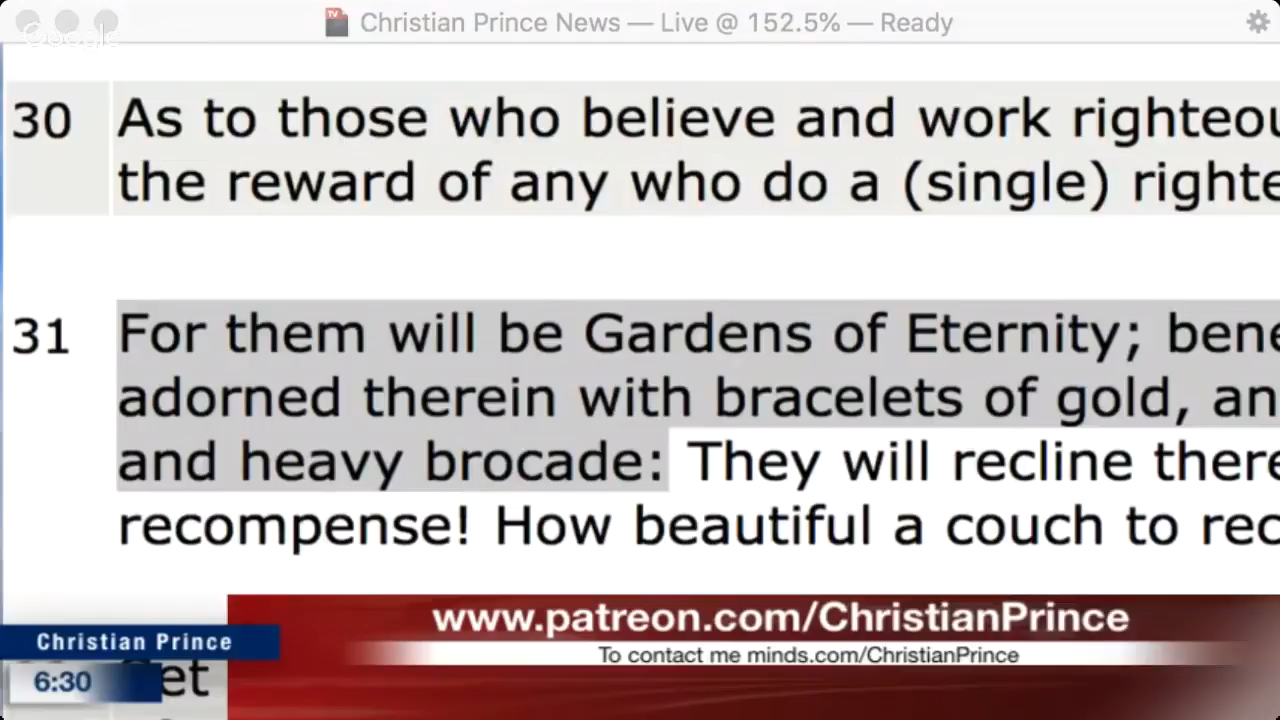 Christian Prince News — Live @ 152.5% — Ready
Google
30 As to those who believe and work righteou
the reward of any who do a (single) righte
31 For them will be Gardens of Eternity; bene
adorned therein with bracelets of gold, an
and heavy brocade: They will recline there
recompense! How beautiful a couch to rec
www.patreon.com/ChristianPrince
Christian Prince
To contact me minds.com/ChristianPrince
6:30
et